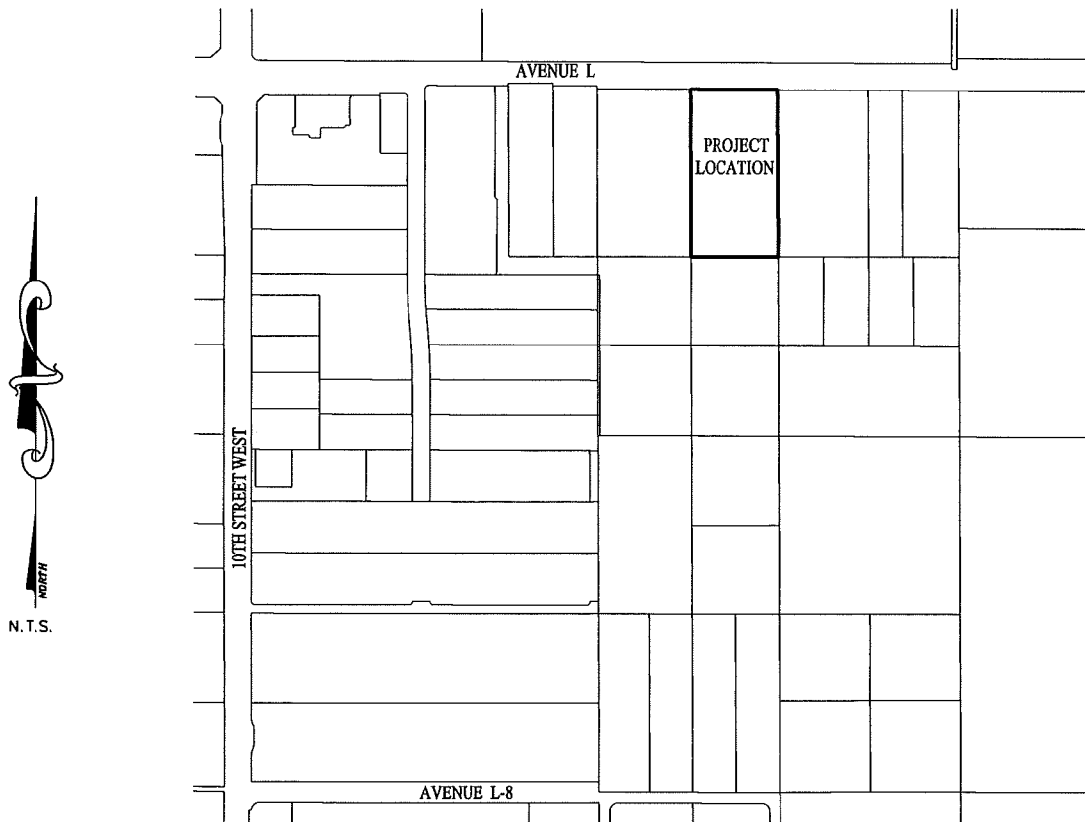 AVENUE L
PROJECT
LOCATION
10TH STREET WEST
NORTH
N.T.S.
AVENUE L-8